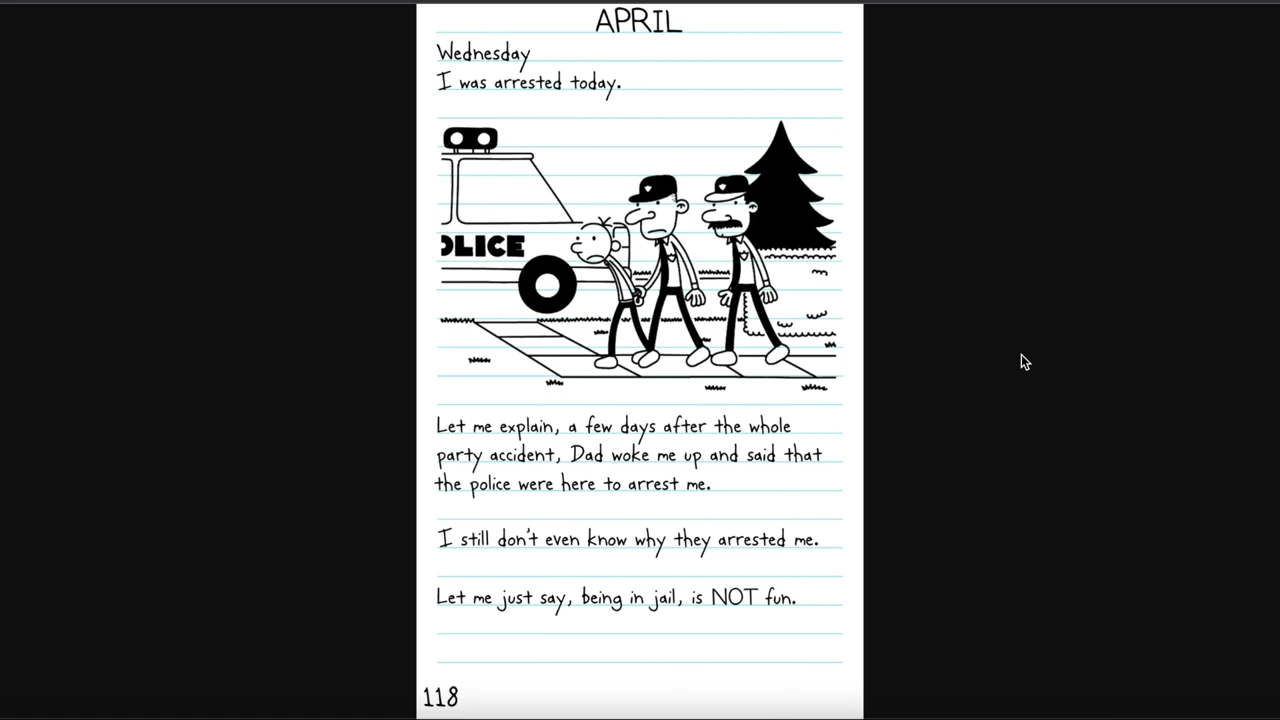 APRIL
Wednesday
I was arrested today.
OLICE
Let me explain, a few days after the whole
party accident, Dad woke me up and said that
the police were here to arrest me.
I still don't even know why they arrested me.
Let me just say, being in jail, is NOT fun.
118